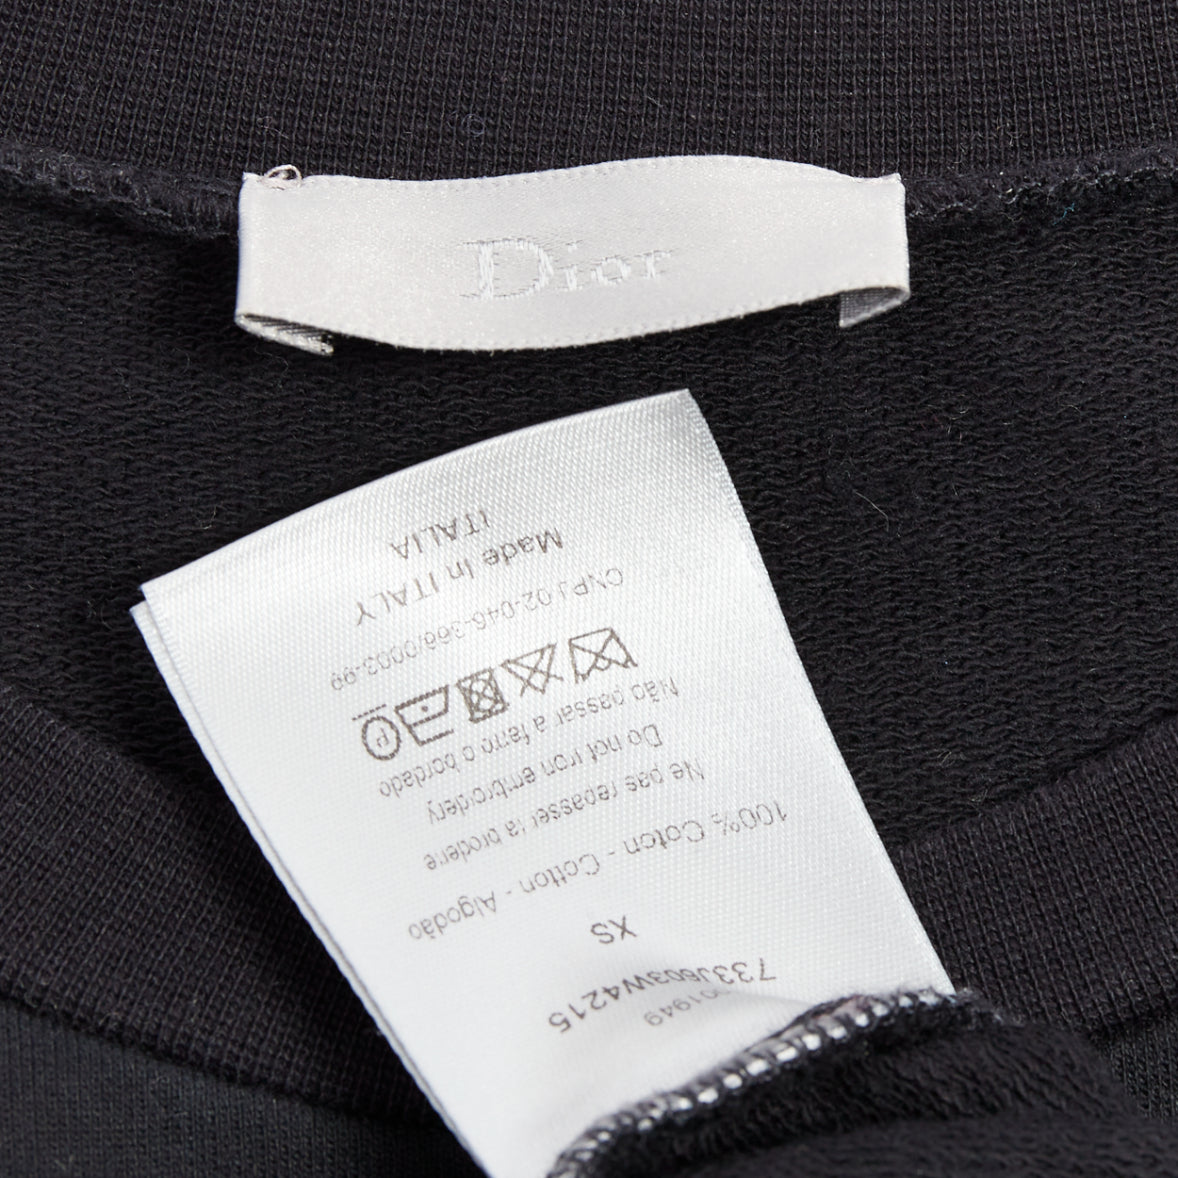 Dior
001949
733J603W4215
XS
100% Coton - Cotton - Algodão
Ne pas repasser la broderie
Do not iron embroidery
Não passar a ferro o bordado
P
CNPJ 02-046-366/0003-99
Made in ITALY
ITALIA